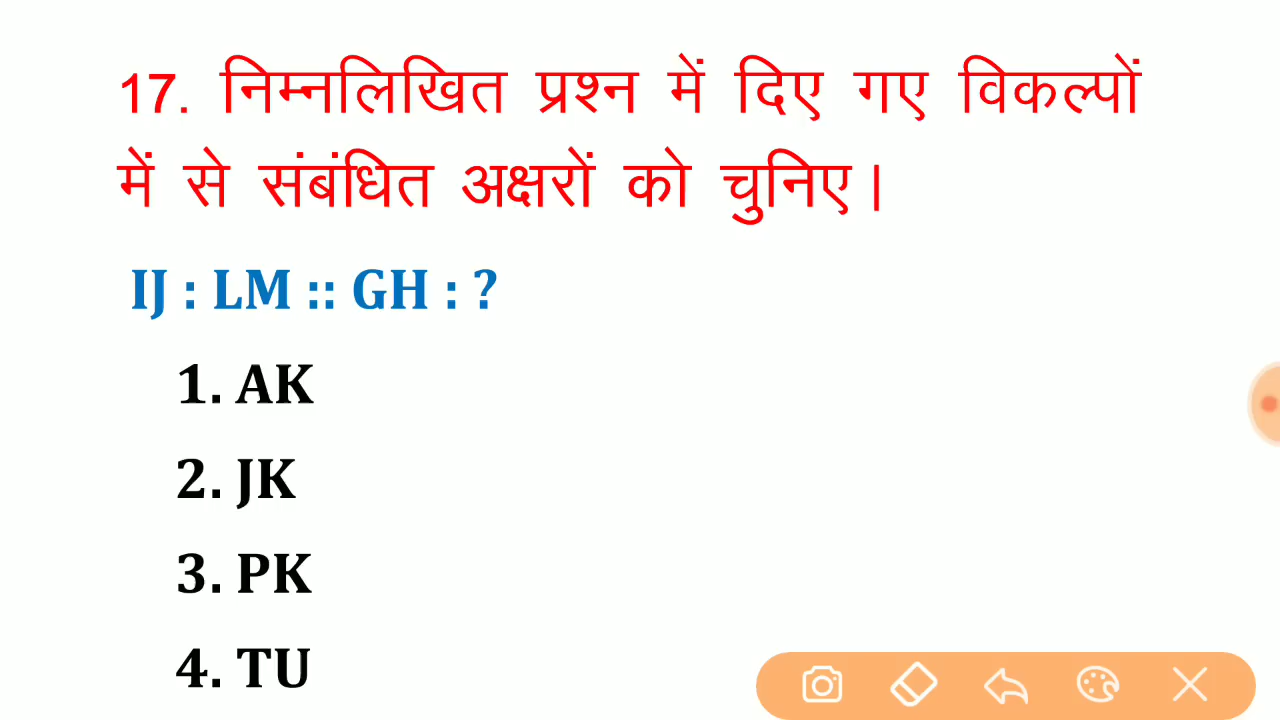 17. निम्नलिखित प्रश्न में दिए गए विकल्पों
में से संबंधित अक्षरों को चुनिए।
IJ : LM :: GH : ?
1. AK
2. JK
3. PK
4. TU